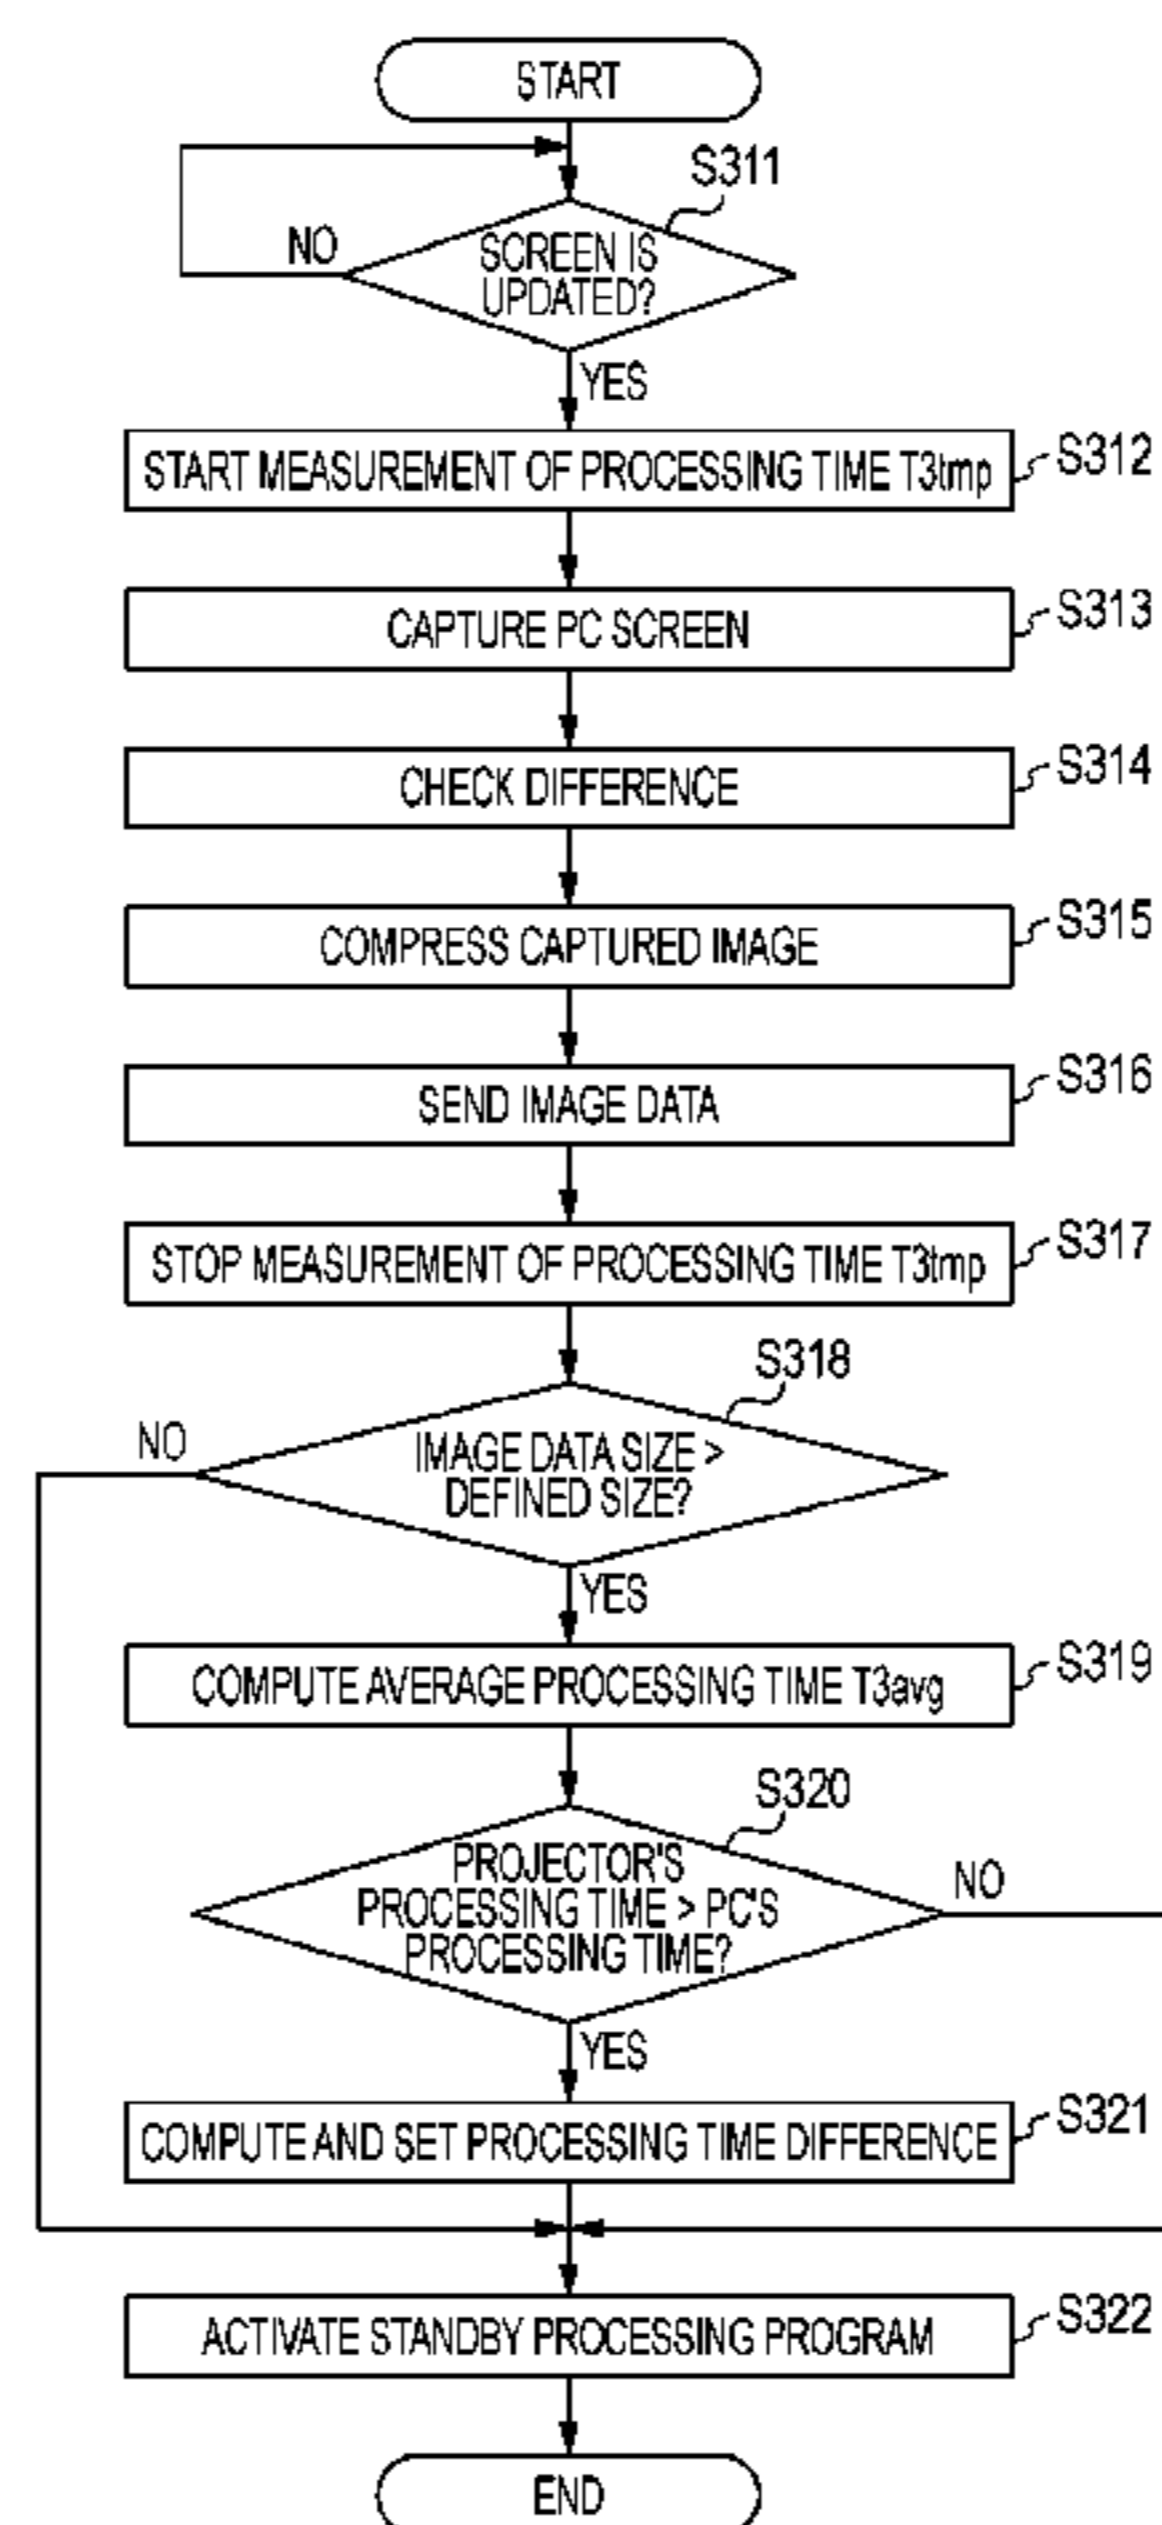 START
S311
NO
SCREEN IS
UPDATED?
YES
START MEASUREMENT OF PROCESSING TIME T3tmp
S312
CAPTURE PC SCREEN
S313
CHECK DIFFERENCE
S314
COMPRESS CAPTURED IMAGE
S315
SEND IMAGE DATA
S316
STOP MEASUREMENT OF PROCESSING TIME T3tmp
S317
S318
NO
IMAGE DATA SIZE >
DEFINED SIZE?
YES
COMPUTE AVERAGE PROCESSING TIME T3avg
S319
S320
PROJECTOR'S
PROCESSING TIME > PC'S
PROCESSING TIME?
NO
YES
COMPUTE AND SET PROCESSING TIME DIFFERENCE
S321
ACTIVATE STANDBY PROCESSING PROGRAM
S322
END